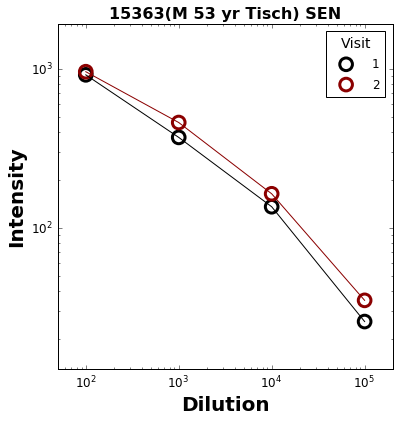 15363(M 53 yr Tisch) SEN
Visit
1
2
10³
10²
Intensity
10² 10³ 10⁴ 10⁵
Dilution